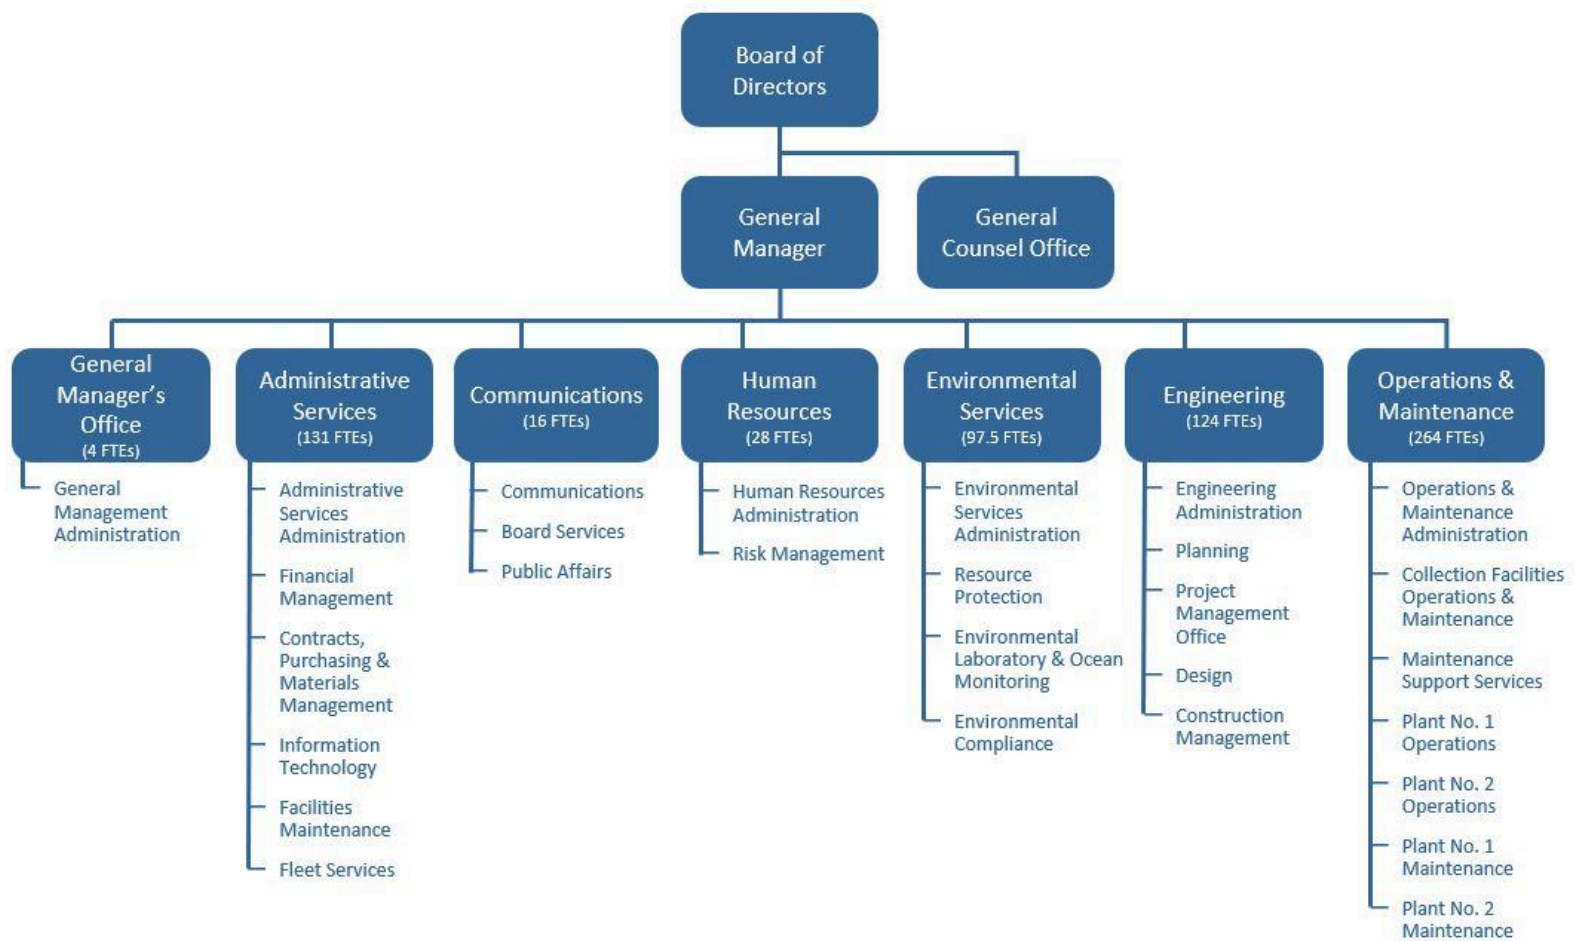 Board of
Directors
General
Manager
General
Counsel Office
General
Manager’s
Office
(4 FTEs)
General
Management
Administration
Administrative
Services
(131 FTEs)
Administrative
Services
Administration
Financial
Management
Contracts,
Purchasing &
Materials
Management
Information
Technology
Facilities
Maintenance
Fleet Services
Communications
(16 FTEs)
Communications
Board Services
Public Affairs
Human
Resources
(28 FTEs)
Human Resources
Administration
Risk Management
Environmental
Services
(97.5 FTEs)
Environmental
Services
Administration
Resource
Protection
Environmental
Laboratory & Ocean
Monitoring
Environmental
Compliance
Engineering
(124 FTEs)
Engineering
Administration
Planning
Project
Management
Office
Design
Construction
Management
Operations &
Maintenance
(264 FTEs)
Operations &
Maintenance
Administration
Collection Facilities
Operations &
Maintenance
Maintenance
Support Services
Plant No. 1
Operations
Plant No. 2
Operations
Plant No. 1
Maintenance
Plant No. 2
Maintenance